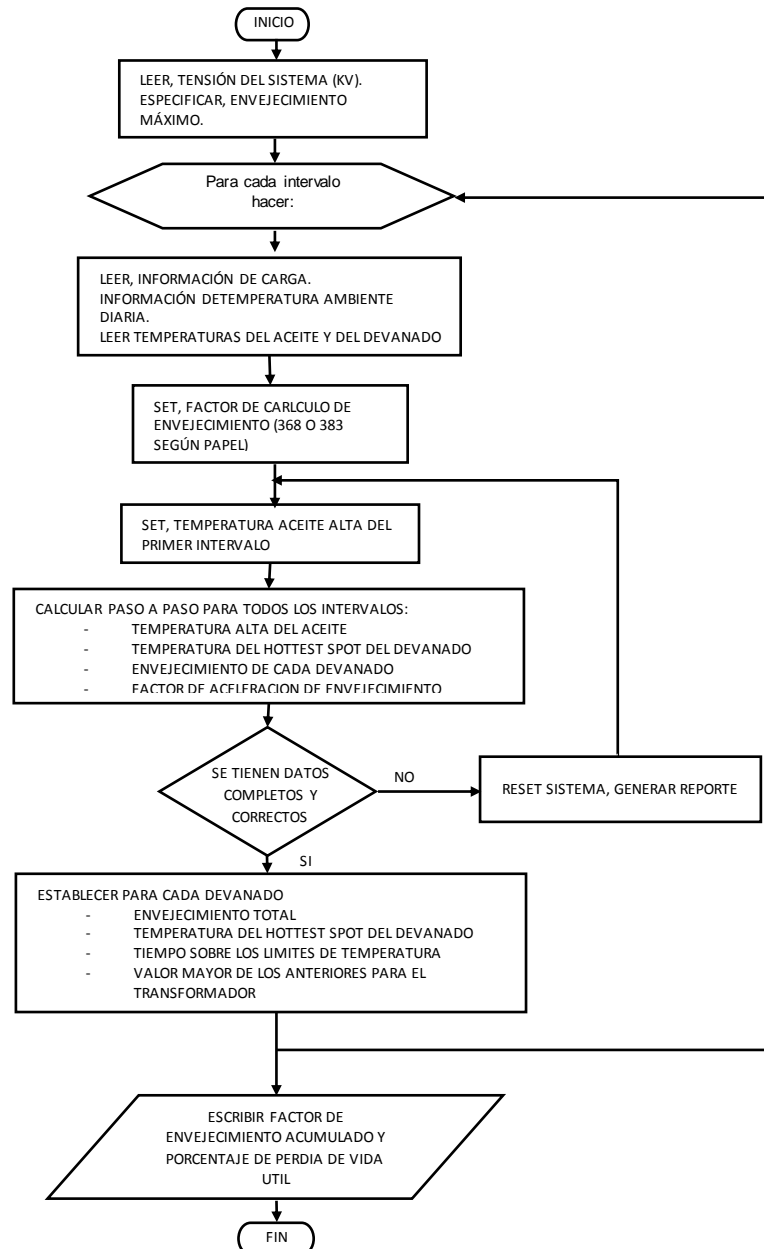 INICIO
LEER, TENSIÓN DEL SISTEMA (KV).
ESPECIFICAR, ENVEJECIMIENTO
MÁXIMO.
Para cada intervalo
hacer:
LEER, INFORMACIÓN DE CARGA.
INFORMACIÓN DETEMPERATURA AMBIENTE
DIARIA.
LEER TEMPERATURAS DEL ACEITE Y DEL DEVANADO
SET, FACTOR DE CARLCULO DE
ENVEJECIMIENTO (368 O 383
SEGÚN PAPEL)
SET, TEMPERATURA ACEITE ALTA DEL
PRIMER INTERVALO
CALCULAR PASO A PASO PARA TODOS LOS INTERVALOS:
- TEMPERATURA ALTA DEL ACEITE
- TEMPERATURA DEL HOTTEST SPOT DEL DEVANADO
- ENVEJECIMIENTO DE CADA DEVANADO
- FACTOR DE ACELERACION DE ENVEJECIMIENTO
SE TIENEN DATOS
COMPLETOS Y
CORRECTOS
NO
RESET SISTEMA, GENERAR REPORTE
SI
ESTABLECER PARA CADA DEVANADO
- ENVEJECIMIENTO TOTAL
- TEMPERATURA DEL HOTTEST SPOT DEL DEVANADO
- TIEMPO SOBRE LOS LIMITES DE TEMPERATURA
- VALOR MAYOR DE LOS ANTERIORES PARA EL
TRANSFORMADOR
ESCRIBIR FACTOR DE
ENVEJECIMIENTO ACUMULADO Y
PORCENTAJE DE PERDIA DE VIDA
UTIL
FIN